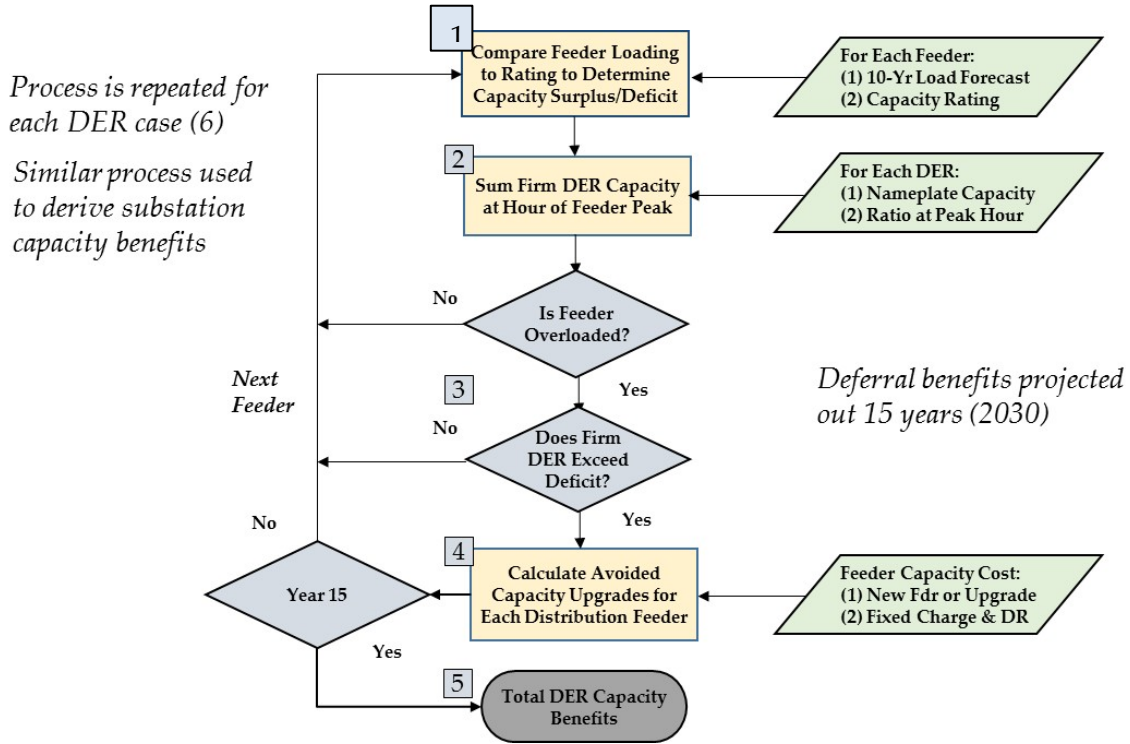 1
Compare Feeder Loading
to Rating to Determine
Capacity Surplus/Deficit
For Each Feeder:
(1) 10-Yr Load Forecast
(2) Capacity Rating
Process is repeated for
each DER case (6)
Similar process used
to derive substation
capacity benefits
2
Sum Firm DER Capacity
at Hour of Feeder Peak
For Each DER:
(1) Nameplate Capacity
(2) Ratio at Peak Hour
No
Is Feeder
Overloaded?
Yes
Next
Feeder
3
No
Does Firm
DER Exceed
Deficit?
Yes
Deferral benefits projected
out 15 years (2030)
No
Year 15
Yes
4
Calculate Avoided
Capacity Upgrades for
Each Distribution Feeder
Feeder Capacity Cost:
(1) New Fdr or Upgrade
(2) Fixed Charge & DR
5
Total DER Capacity
Benefits